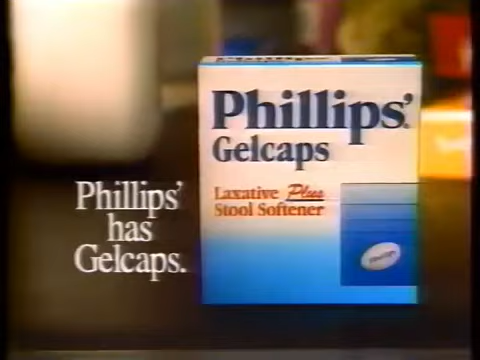 Phillips'
Gelcaps
Laxative Plus
Stool Softener
Phillips'
has
Gelcaps.